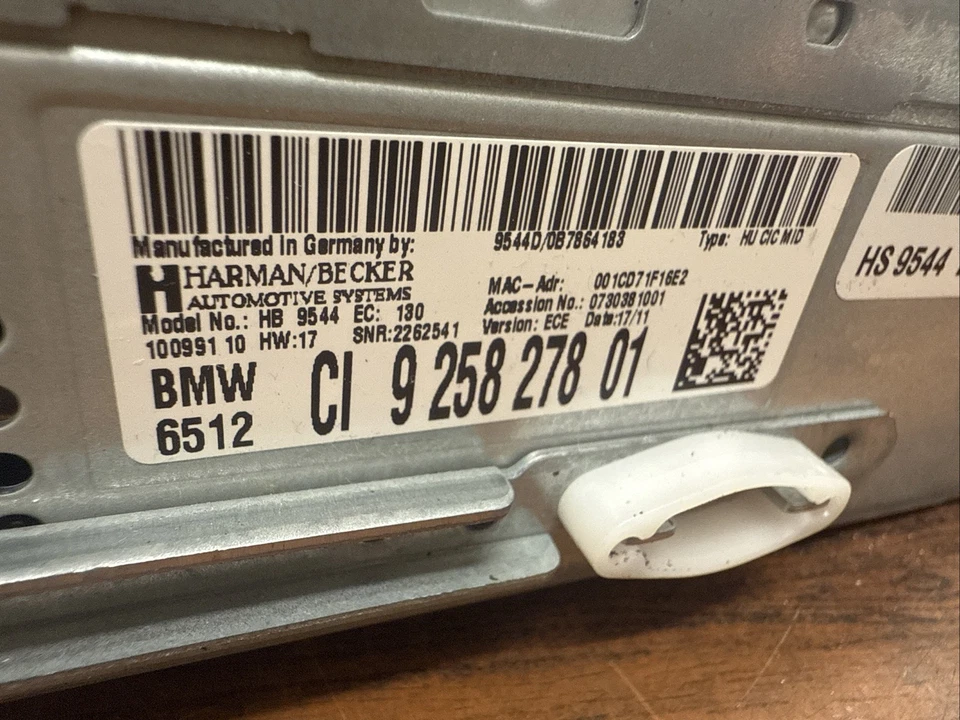 Manufactured in Germany by:
HARMAN/BECKER
AUTOMOTIVE SYSTEMS
Model No.: HB 9544 EC: 130
10099110 HW:17 SNR:2262541
9544D/0B7864183 Type: HU CIC MID
MAC-Adr: 001CD71F16E2
Accession No.: 0730381001
Version: ECE Date:17/11
BMW
6512
CI 9 258 278 01
HS 9544